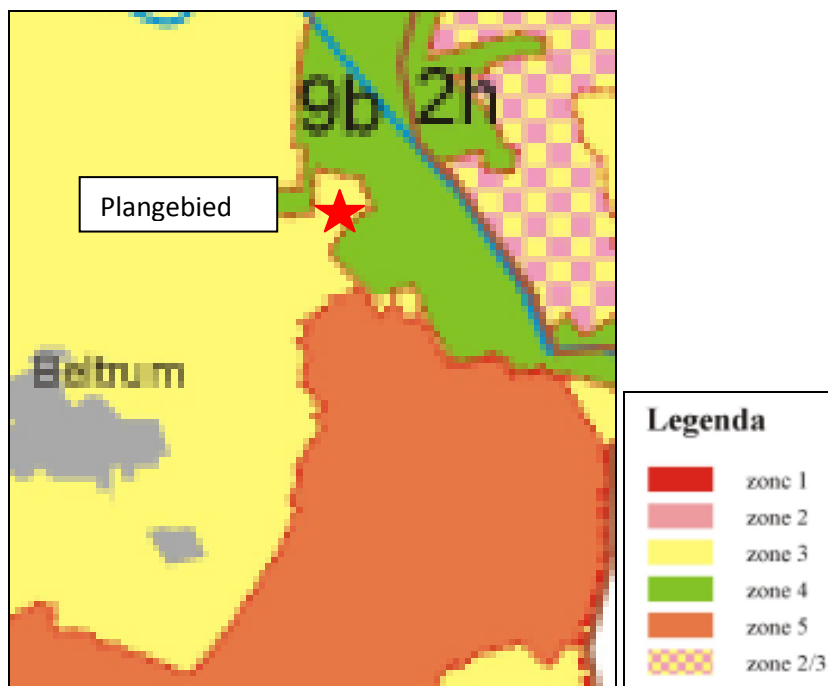 9b 2h
Plangebied
Beltrum
Legenda
zone 1
zone 2
zone 3
zone 4
zone 5
zone 2/3